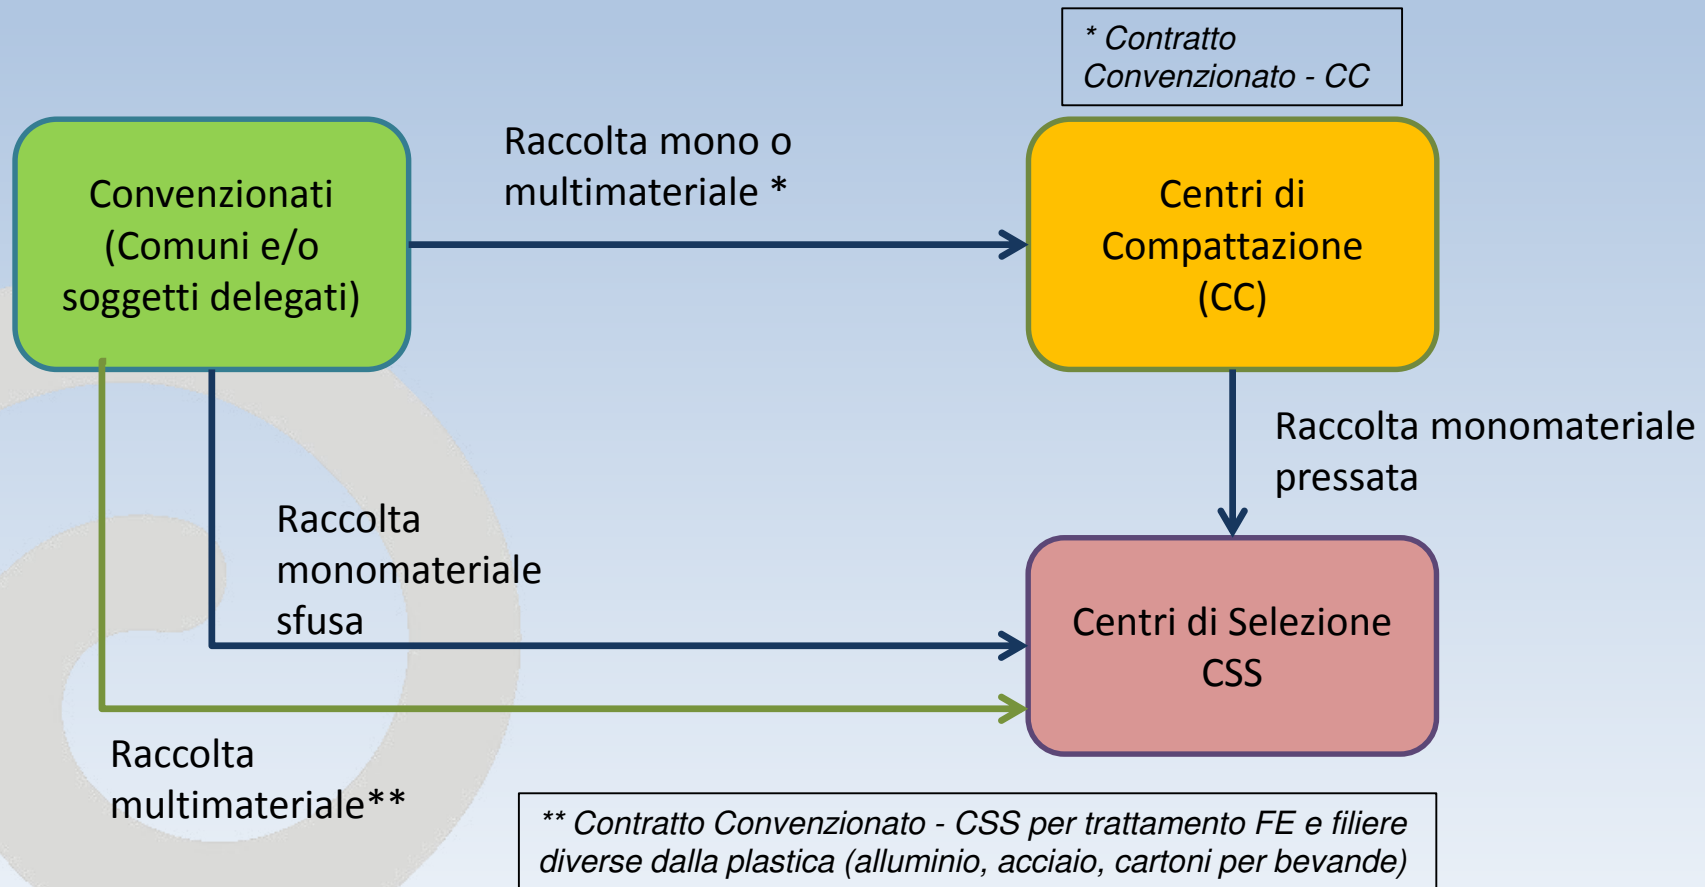 * Contratto
Convenzionato - CC
Convenzionati
(Comuni e/o
soggetti delegati)
Raccolta mono o
multimateriale *
Centri di
Compattazione
(CC)
Raccolta monomateriale
pressata
Raccolta
monomateriale
sfusa
Centri di Selezione
CSS
Raccolta
multimateriale**
** Contratto Convenzionato - CSS per trattamento FE e filiere
diverse dalla plastica (alluminio, acciaio, cartoni per bevande)